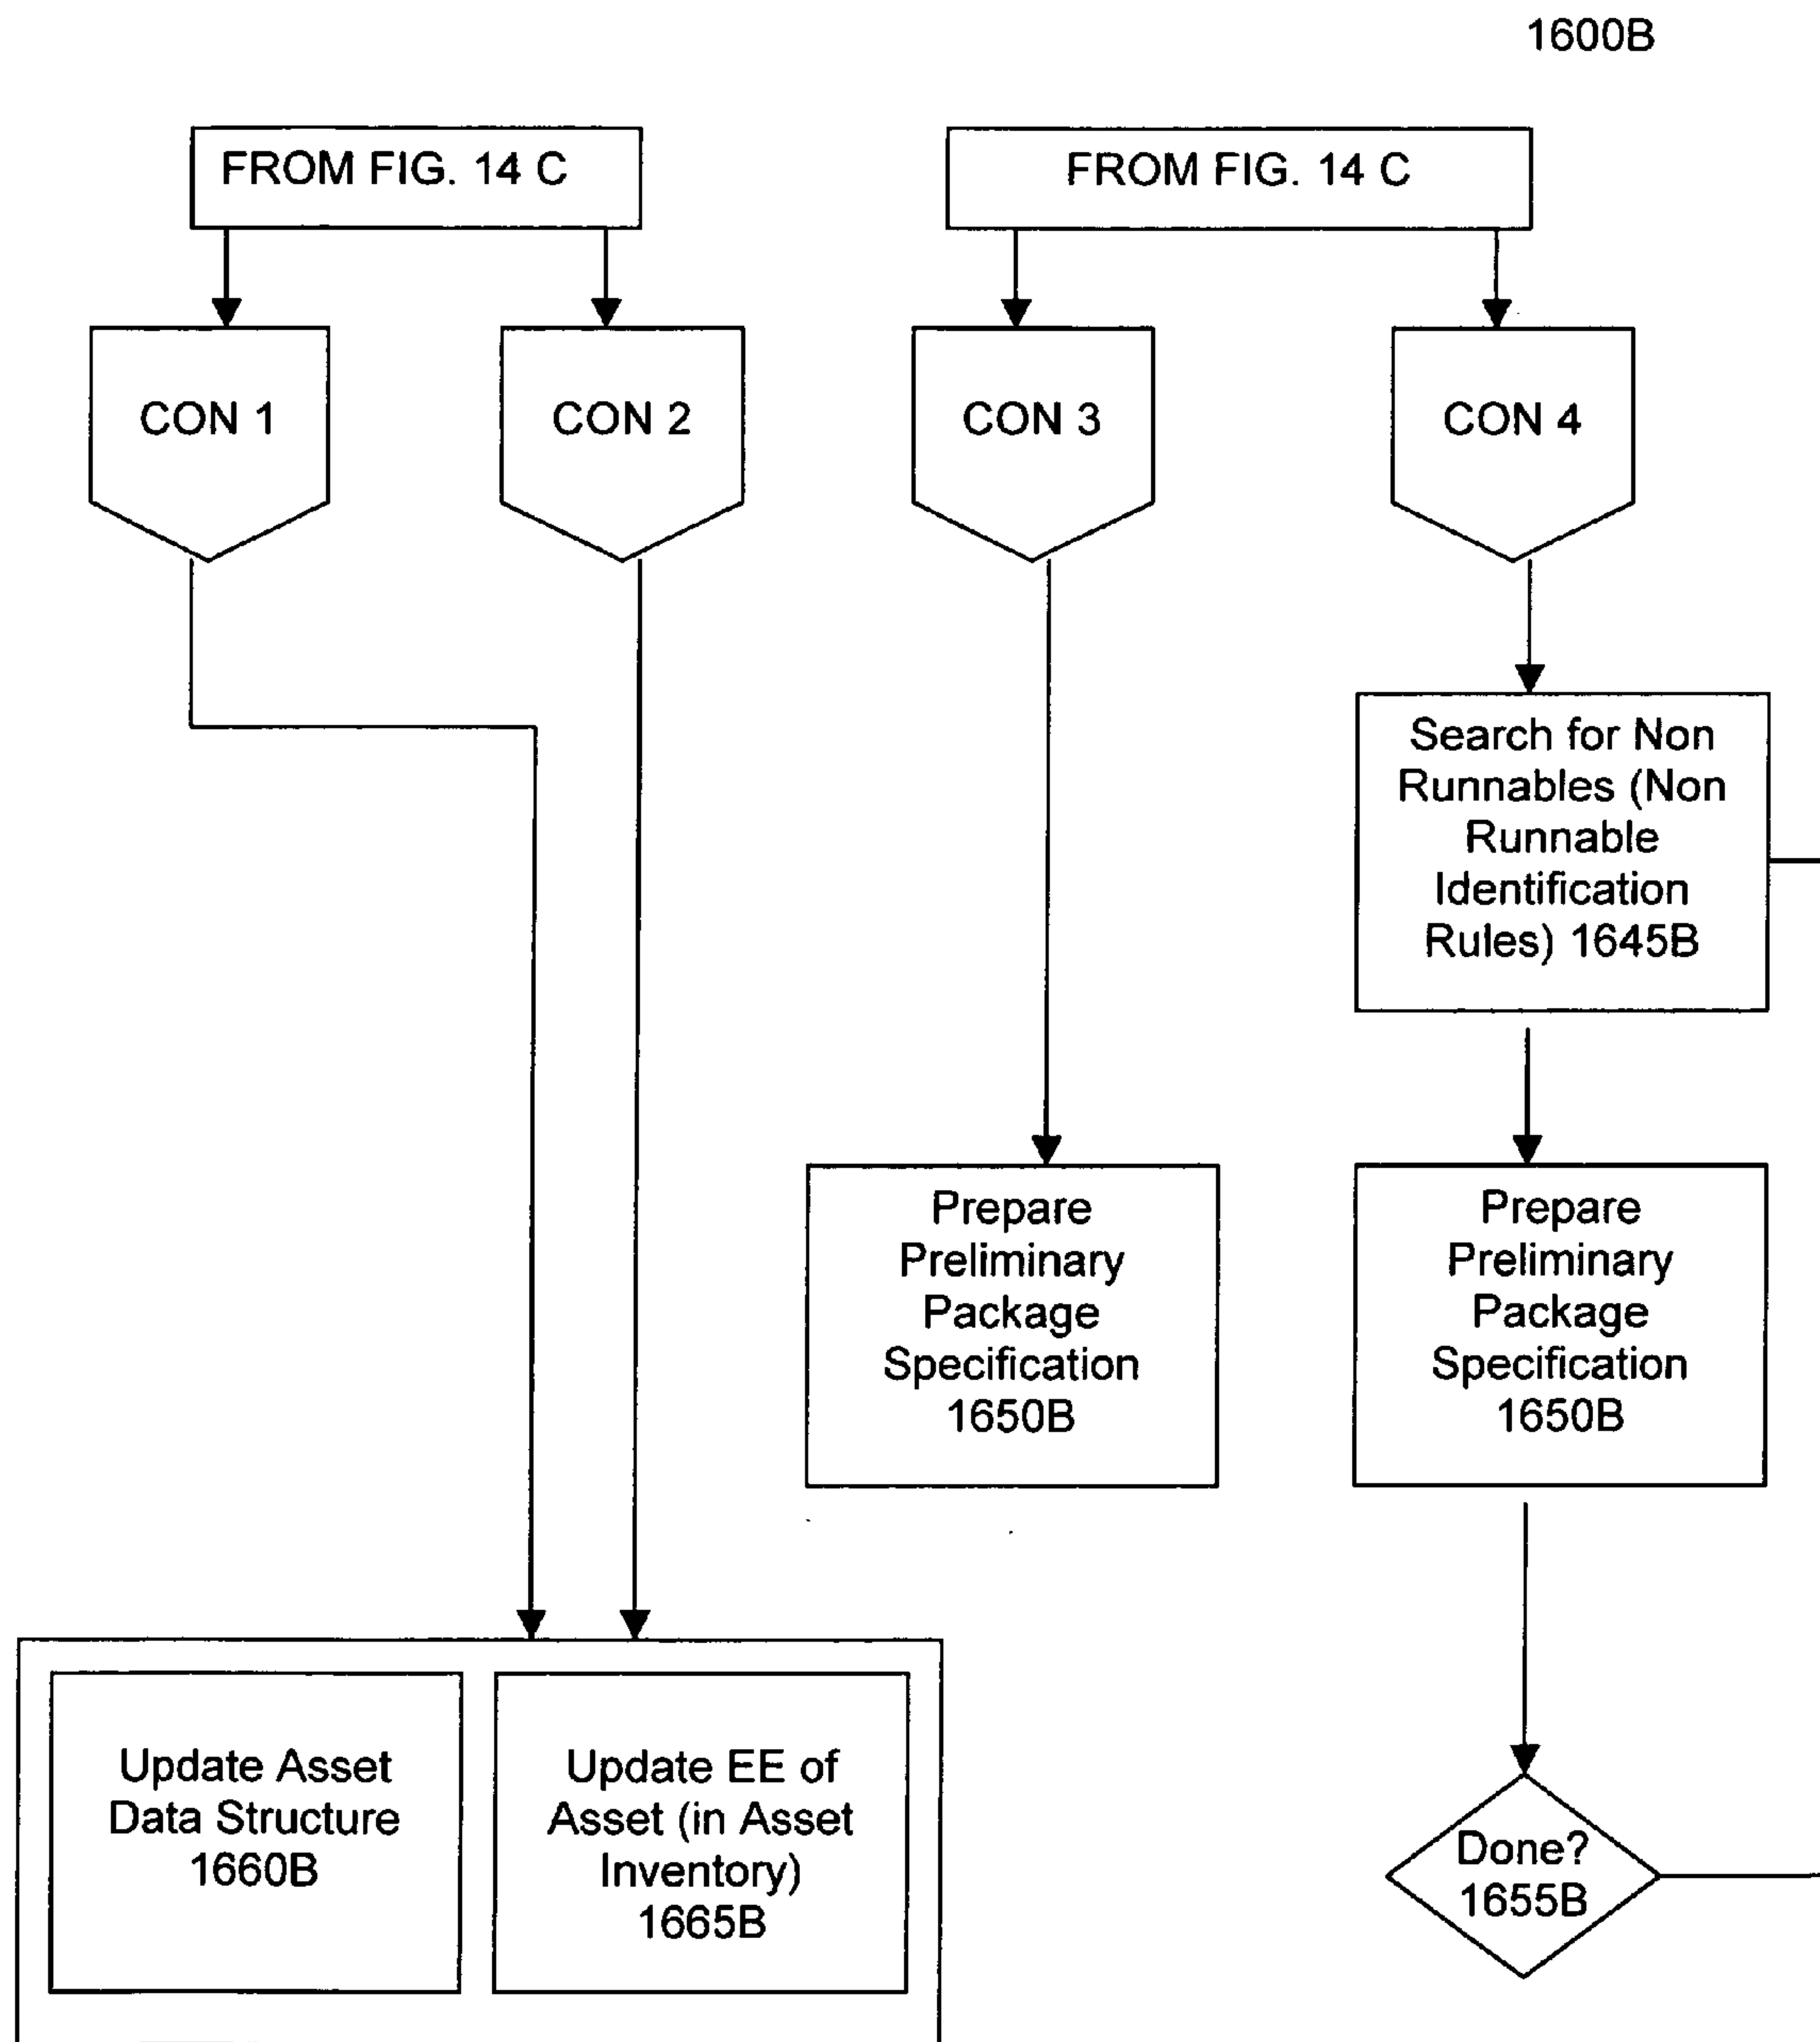 1600B
FROM FIG. 14 C
FROM FIG. 14 C
CON 1
CON 2
CON 3
CON 4
Search for Non
Runnables (Non
Runnable
Identification
Rules) 1645B
Prepare
Preliminary
Package
Specification
1650B
Prepare
Preliminary
Package
Specification
1650B
Update Asset
Data Structure
1660B
Update EE of
Asset (in Asset
Inventory)
1665B
Done?
1655B